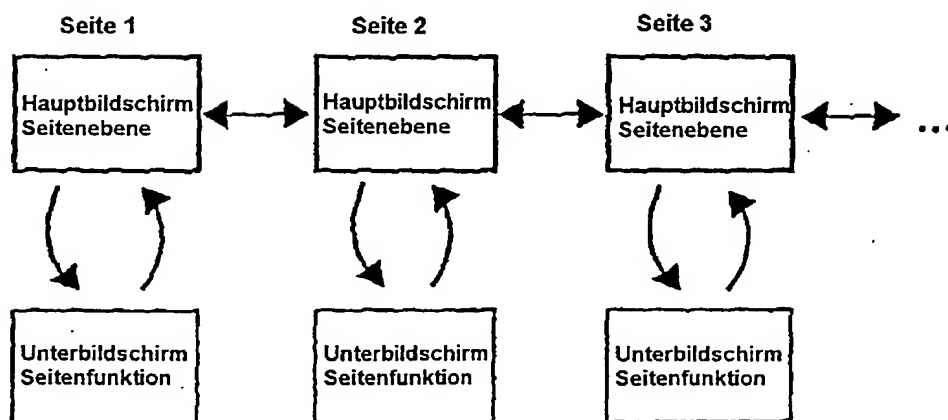 Seite 1
Seite 2
Seite 3
Hauptbildschirm
Seitenebene
Hauptbildschirm
Seitenebene
Hauptbildschirm
Seitenebene
...
Unterbildschirm
Seitenfunktion
Unterbildschirm
Seitenfunktion
Unterbildschirm
Seitenfunktion